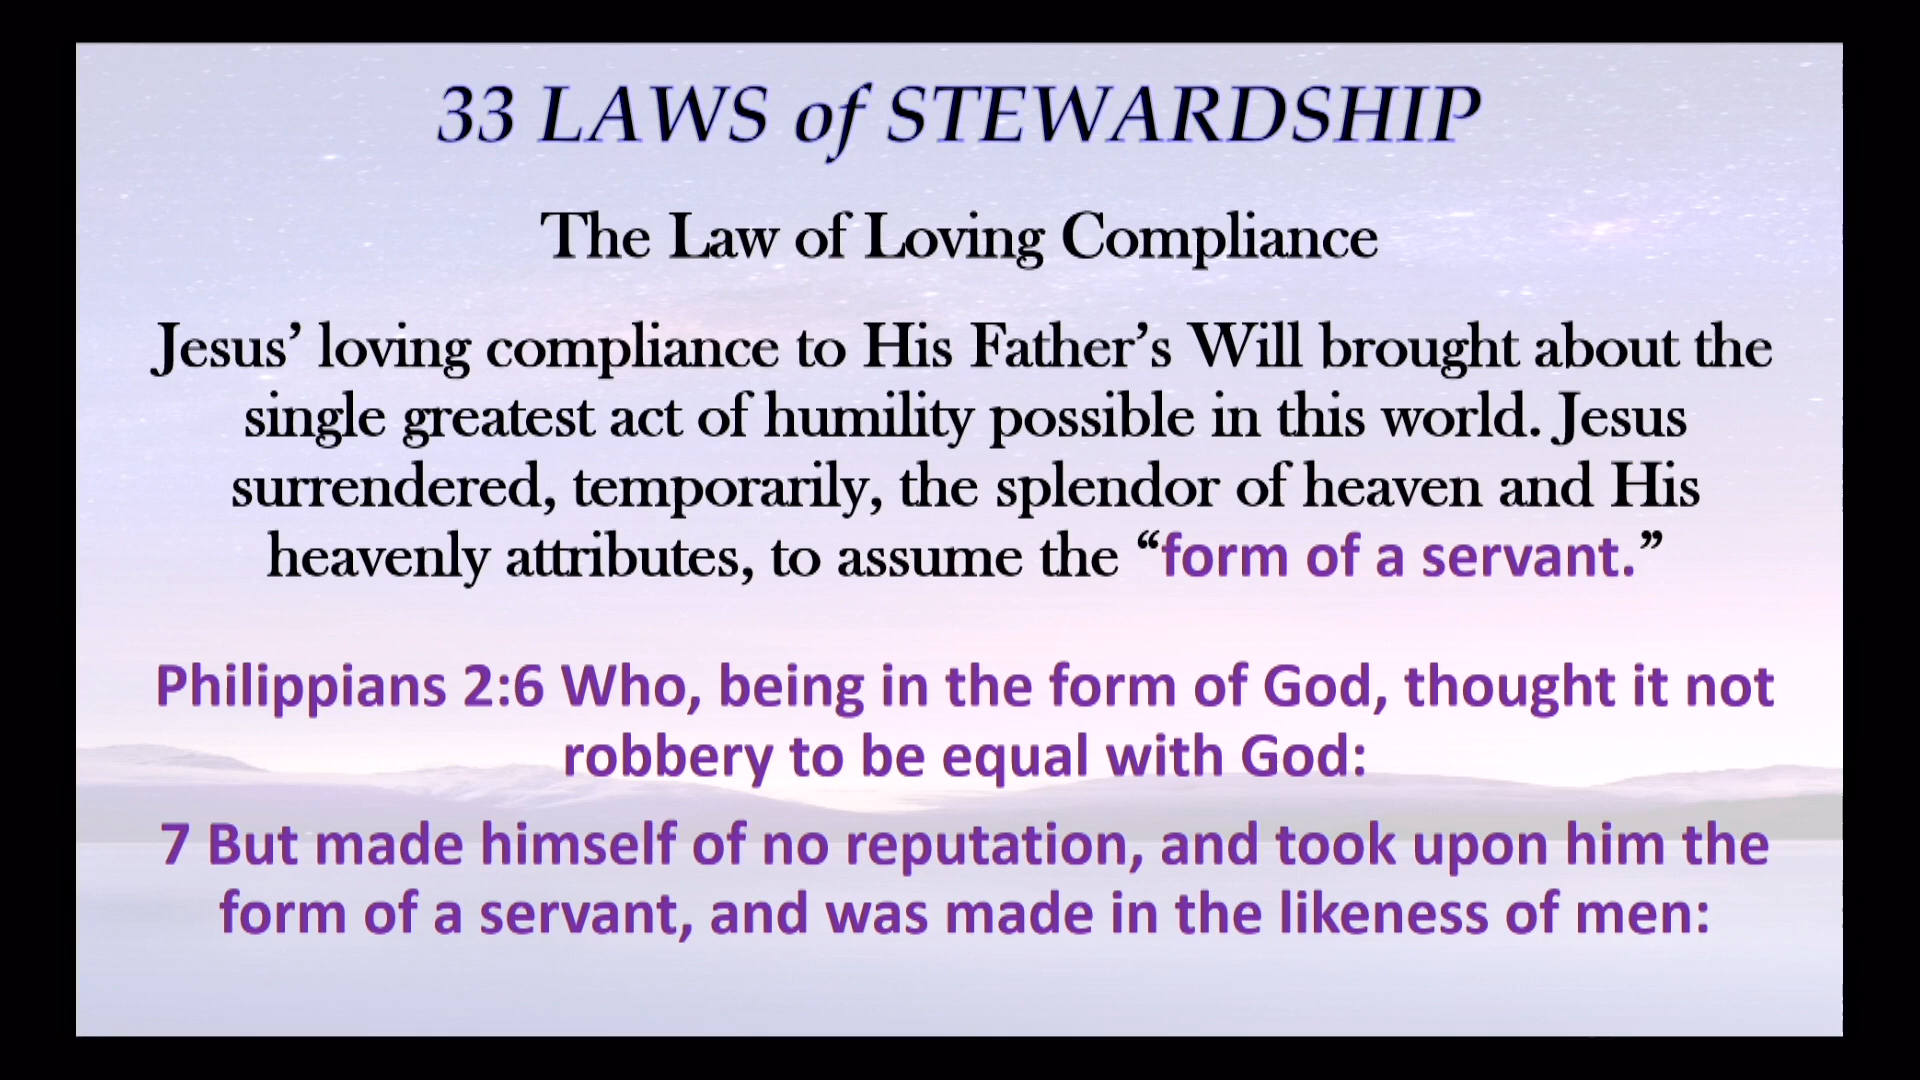 33 LAWS of STEWARDSHIP
The Law of Loving Compliance
Jesus’ loving compliance to His Father’s Will brought about the
single greatest act of humility possible in this world. Jesus
surrendered, temporarily, the splendor of heaven and His
heavenly attributes, to assume the “form of a servant.”
Philippians 2:6 Who, being in the form of God, thought it not
robbery to be equal with God:
7 But made himself of no reputation, and took upon him the
form of a servant, and was made in the likeness of men: